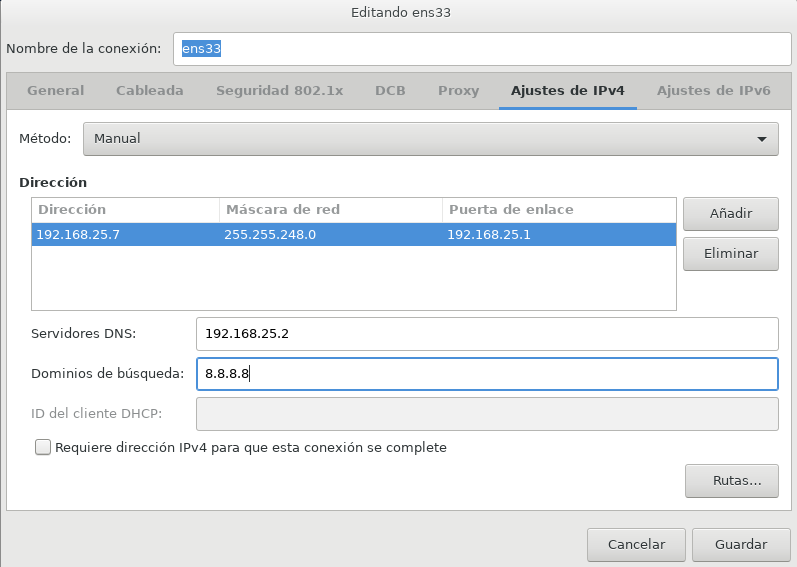 Editando ens33
Nombre de la conexión: ens33
General Cableada Seguridad 802.1x DCB Proxy Ajustes de IPv4 Ajustes de IPv6
Método: Manual
Dirección
Dirección Máscara de red Puerta de enlace
192.168.25.7 255.255.248.0 192.168.25.1
Añadir
Eliminar
Servidores DNS: 192.168.25.2
Dominios de búsqueda: 8.8.8.8
ID del cliente DHCP:
Requiere dirección IPv4 para que esta conexión se complete
Rutas...
Cancelar Guardar